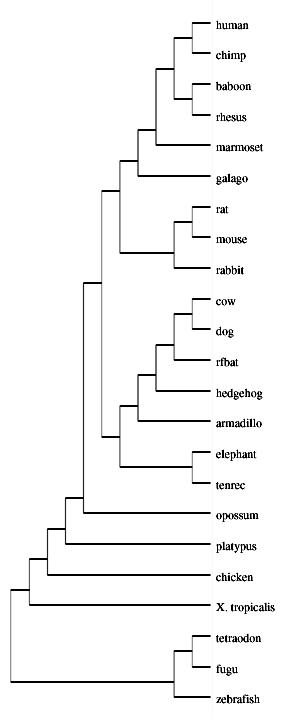 human
chimp
baboon
rhesus
marmoset
galago
rat
mouse
rabbit
cow
dog
rfbat
hedgehog
armadillo
elephant
tenrec
opossum
platypus
chicken
X. tropicalis
tetraodon
fugu
zebrafish